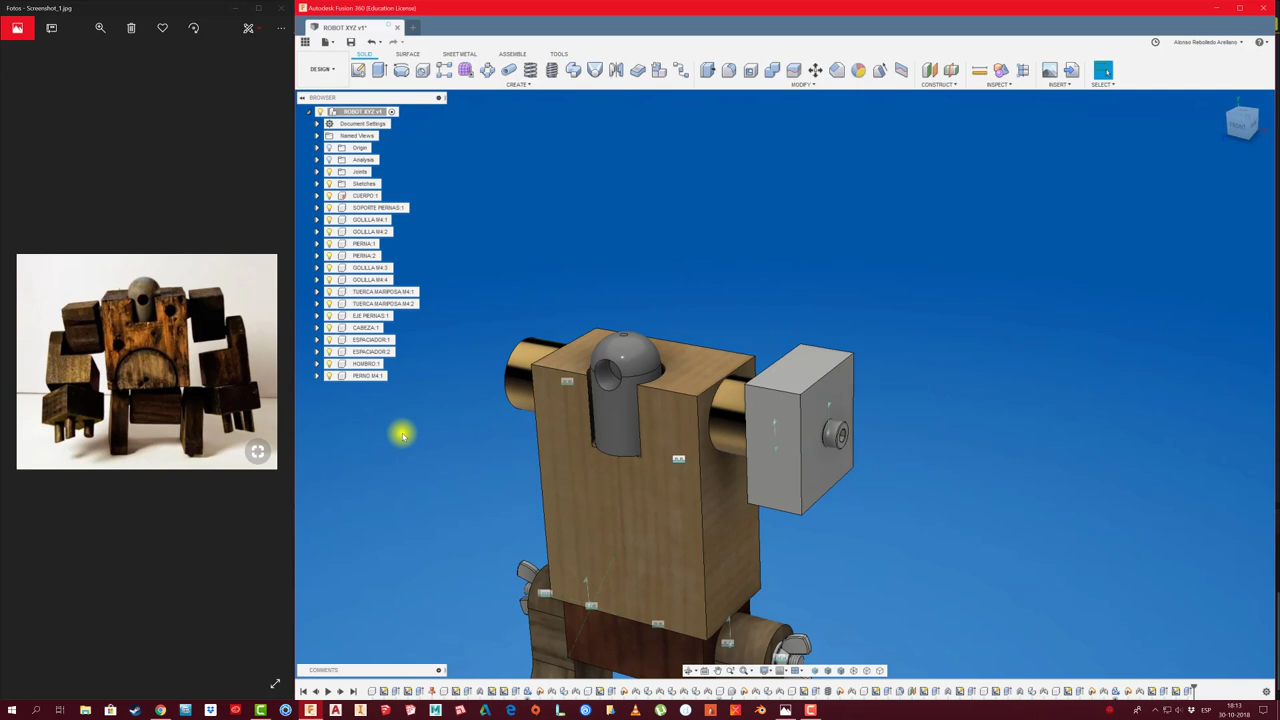 Fotos - Screenshot_1.jpg
Autodesk Fusion 360 (Education License)
ROBOT XYZ v1*
Alonso Rebolledo Arellano
SOLID SURFACE SHEET METAL ASSEMBLE TOOLS
DESIGN
CREATE MODIFY CONSTRUCT INSPECT INSERT SELECT
BROWSER
ROBOT XYZ v1
Document Settings
Named Views
Origin
Analysis
Joints
Sketches
CUERPO:1
SOPORTE PIERNAS:1
GOLILLA M4:1
GOLILLA M4:2
PIERNA:1
PIERNA:2
GOLILLA M4:3
GOLILLA M4:4
TUERCA MARIPOSA M4:1
TUERCA MARIPOSA M4:2
EJE PIERNAS:1
CABEZA:1
ESPACIADOR:1
ESPACIADOR:2
HOMBRO:1
PERNO M4:1
COMMENTS
ESP
18:13
30-10-2018